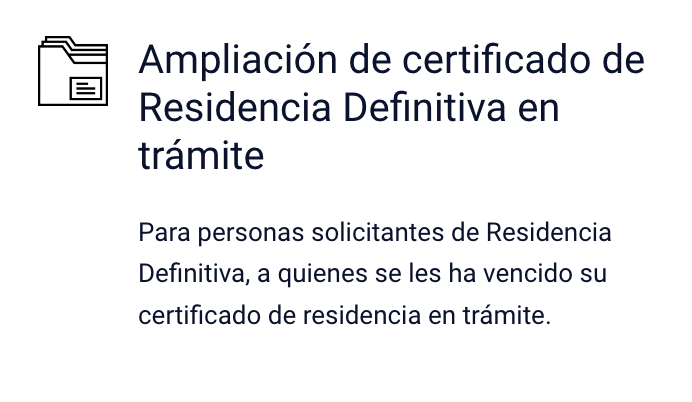 Ampliación de certificado de
Residencia Definitiva en
trámite
Para personas solicitantes de Residencia
Definitiva, a quienes se les ha vencido su
certificado de residencia en trámite.